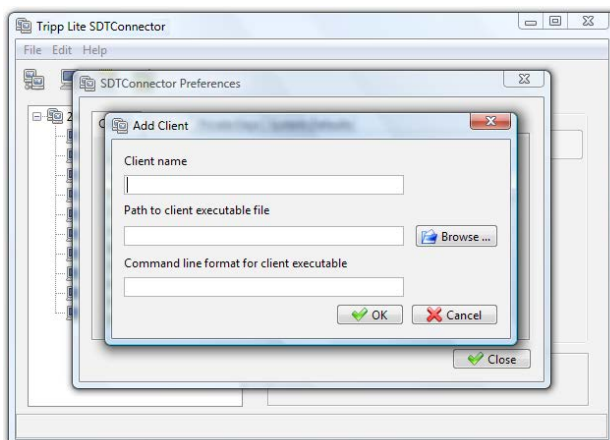 Tripp Lite SDTConnector
File Edit Help
SDTConnector Preferences
Add Client
Client name
Path to client executable file
Browse ...
Command line format for client executable
OK
Cancel
Close